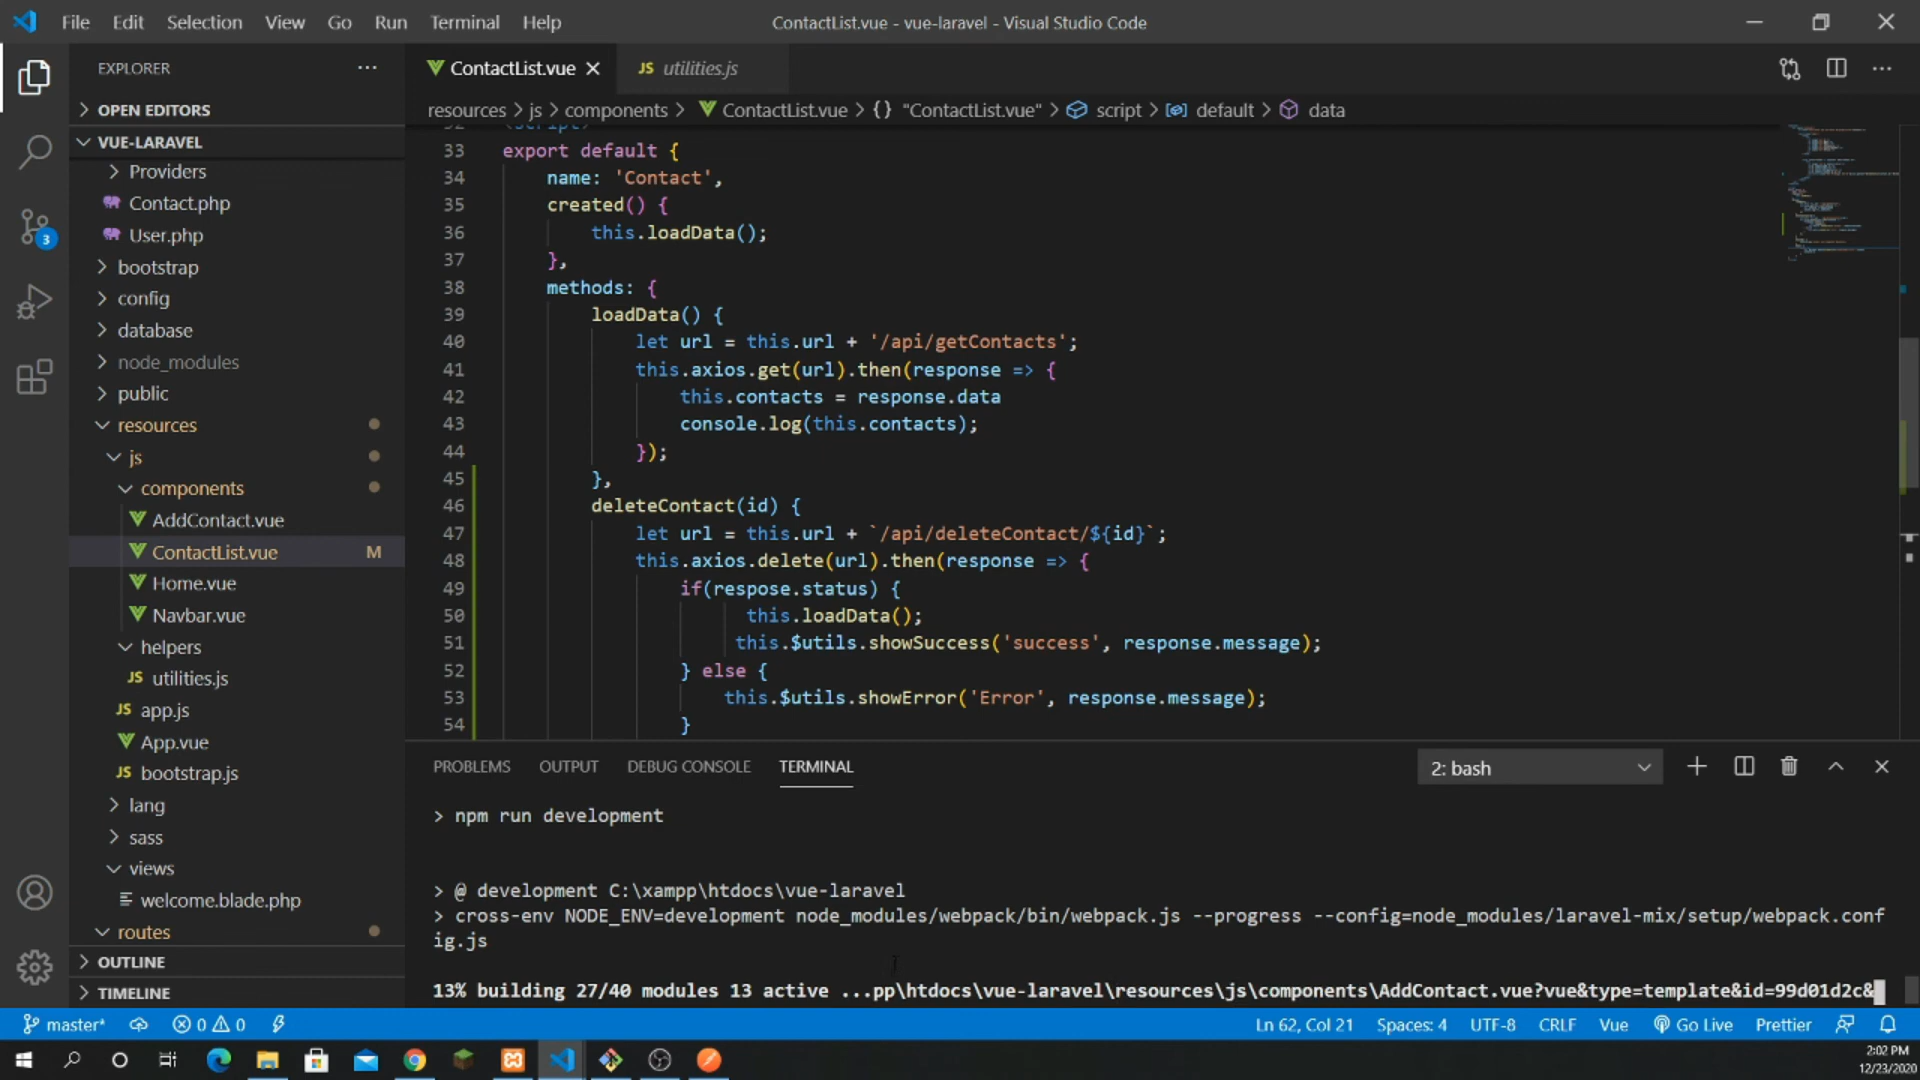 File Edit Selection View Go Run Terminal Help
ContactList.vue - vue-laravel - Visual Studio Code
EXPLORER
OPEN EDITORS
VUE-LARAVEL
Providers
Contact.php
User.php
bootstrap
config
database
node_modules
public
resources
js
components
AddContact.vue
ContactList.vue M
Home.vue
Navbar.vue
helpers
JS utilities.js
JS app.js
App.vue
JS bootstrap.js
lang
sass
views
welcome.blade.php
routes
OUTLINE
TIMELINE
3
ContactList.vue
JS utilities.js
resources > js > components > ContactList.vue > {} "ContactList.vue" > script > default > data
33 export default {
34 name: 'Contact',
35 created() {
36 this.loadData();
37 },
38 methods: {
39 loadData() {
40 let url = this.url + '/api/getContacts';
41 this.axios.get(url).then(response => {
42 this.contacts = response.data
43 console.log(this.contacts);
44 });
45 },
46 deleteContact(id) {
47 let url = this.url + `/api/deleteContact/${id}`;
48 this.axios.delete(url).then(response => {
49 if(respose.status) {
50 this.loadData();
51 this.$utils.showSuccess('success', response.message);
52 } else {
53 this.$utils.showError('Error', response.message);
54 }
PROBLEMS OUTPUT DEBUG CONSOLE TERMINAL
2: bash
> npm run development
> @ development C:\xampp\htdocs\vue-laravel
> cross-env NODE_ENV=development node_modules/webpack/bin/webpack.js --progress --config=node_modules/laravel-mix/setup/webpack.conf
ig.js
13% building 27/40 modules 13 active ...pp\htdocs\vue-laravel\resources\js\components\AddContact.vue?vue&type=template&id=99d01d2c&
master* 0 0
Ln 62, Col 21 Spaces: 4 UTF-8 CRLF Vue Go Live Prettier
2:02 PM
12/23/2020